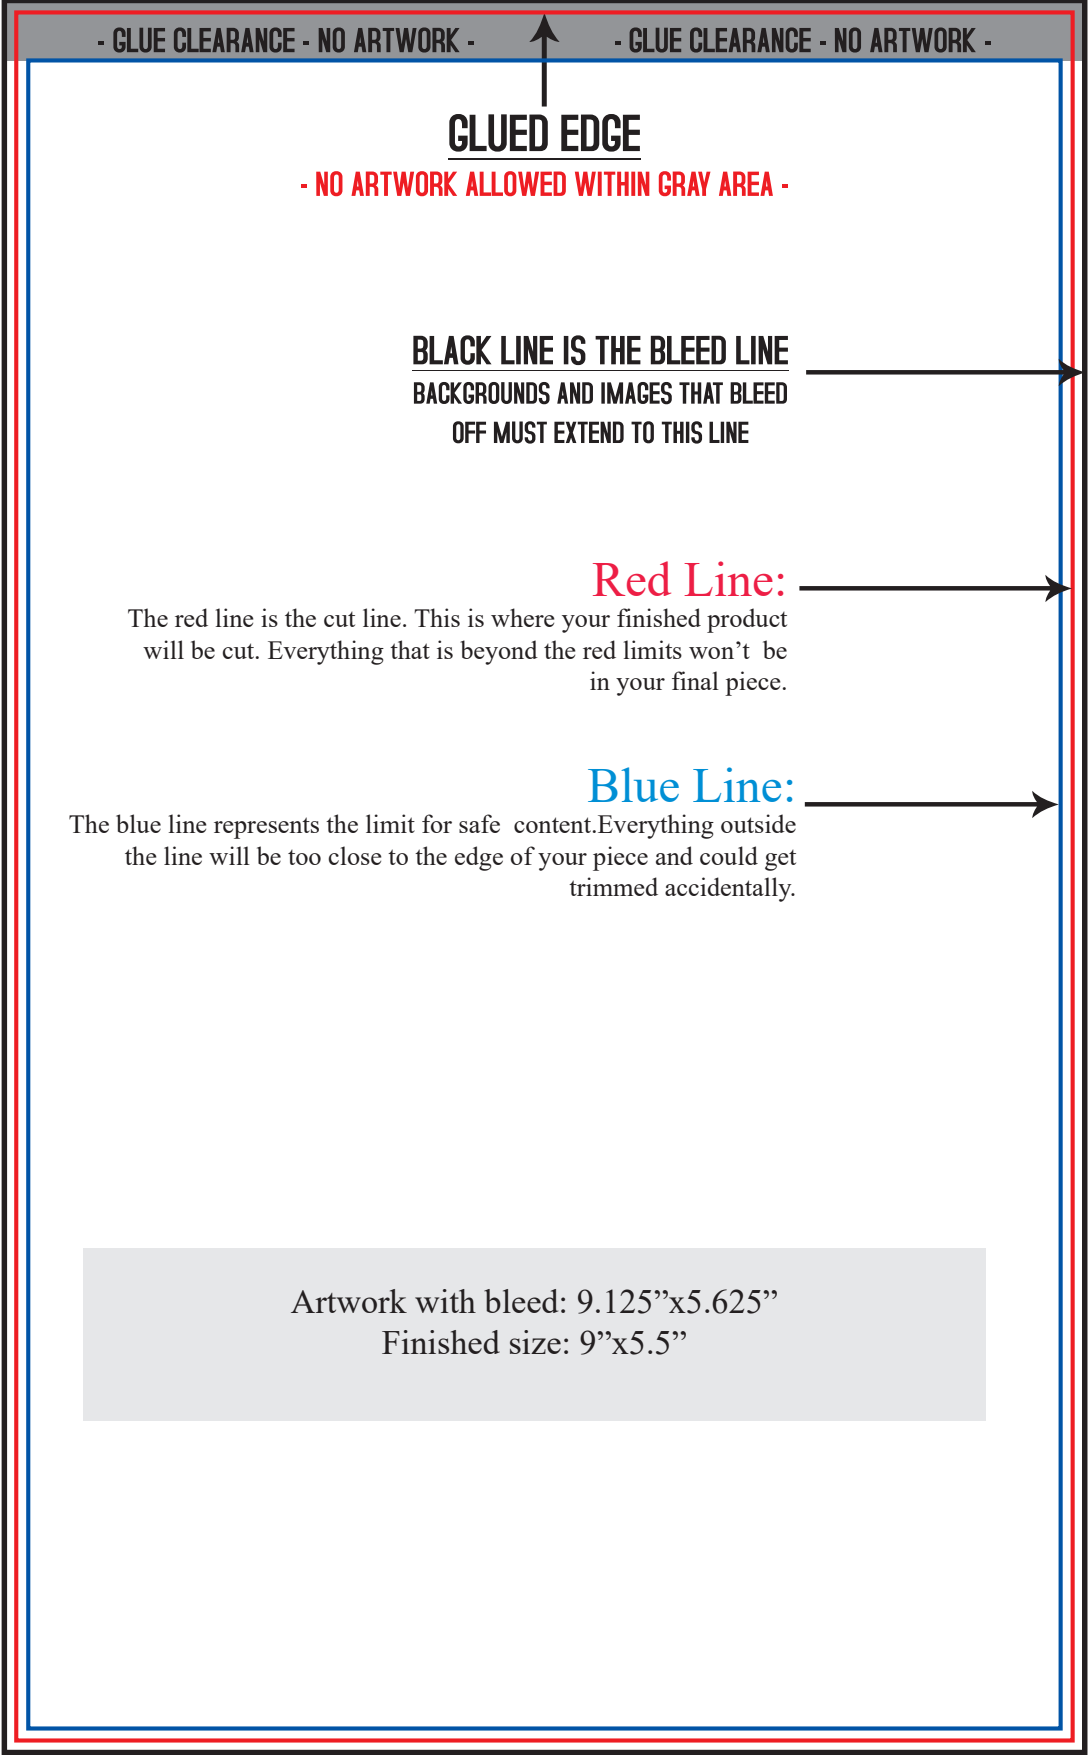 - GLUE CLEARANCE - NO ARTWORK -
- GLUE CLEARANCE - NO ARTWORK -
GLUED EDGE
- NO ARTWORK ALLOWED WITHIN GRAY AREA -
BLACK LINE IS THE BLEED LINE
BACKGROUNDS AND IMAGES THAT BLEED
OFF MUST EXTEND TO THIS LINE
Red Line:
The red line is the cut line. This is where your finished product
will be cut. Everything that is beyond the red limits won’t  be
in your final piece.
Blue Line:
The blue line represents the limit for safe  content.Everything outside
the line will be too close to the edge of your piece and could get
trimmed accidentally.
Artwork with bleed: 9.125”x5.625”
Finished size: 9”x5.5”